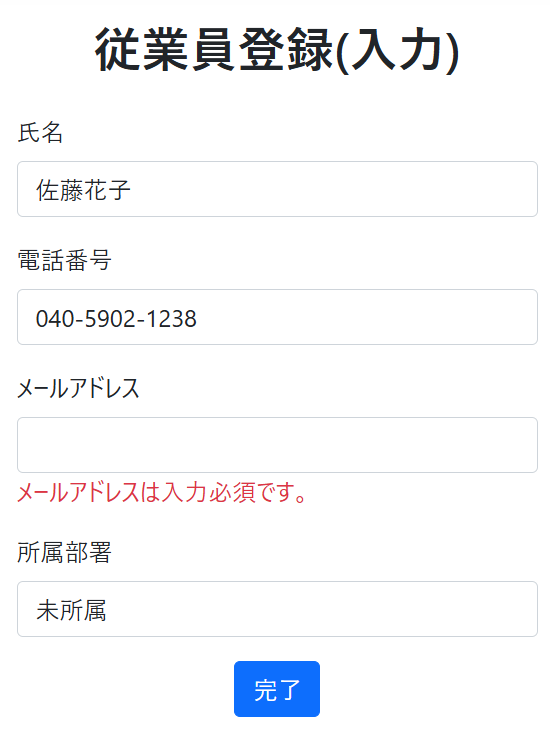 従業員登録(入力)
氏名
佐藤花子
電話番号
040-5902-1238
メールアドレス
メールアドレスは入力必須です。
所属部署
未所属
完了